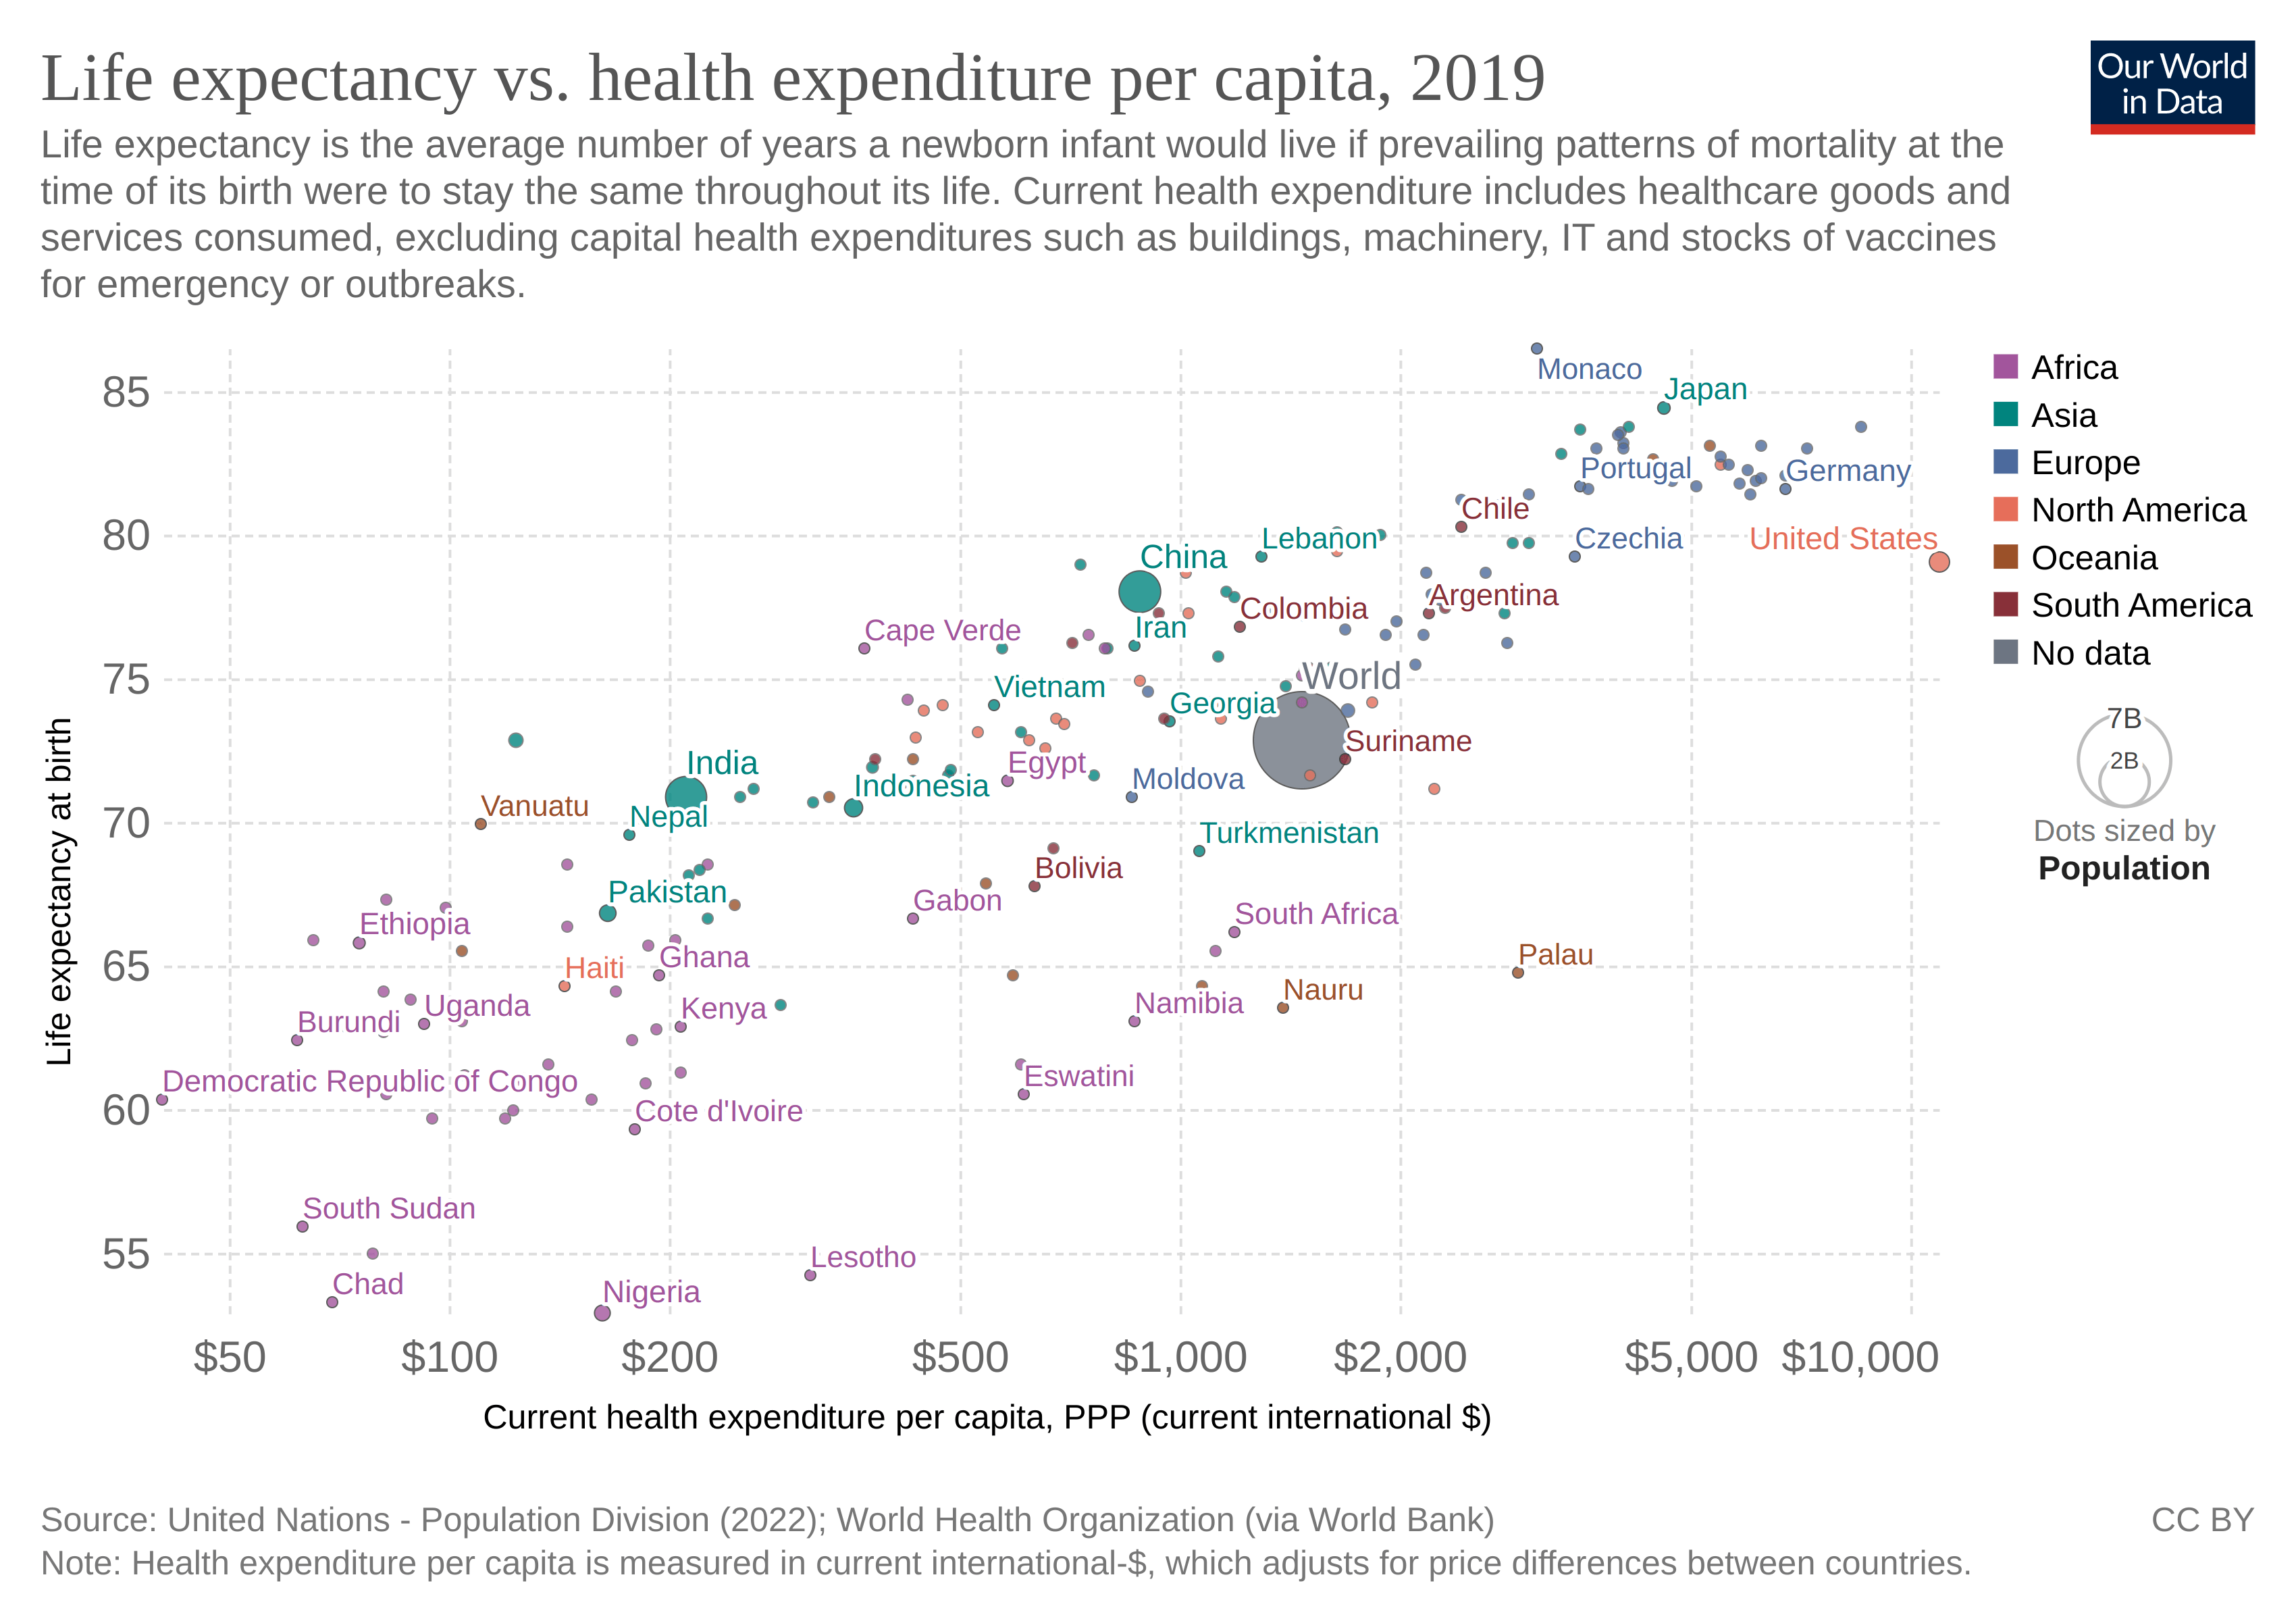 Life expectancy vs. health expenditure per capita, 2019
Our World
in Data
Life expectancy is the average number of years a newborn infant would live if prevailing patterns of mortality at the
time of its birth were to stay the same throughout its life. Current health expenditure includes healthcare goods and
services consumed, excluding capital health expenditures such as buildings, machinery, IT and stocks of vaccines
for emergency or outbreaks.
Life expectancy at birth
85
80
75
70
65
60
55
Monaco
Japan
Portugal
Germany
Chile
Lebanon
Czechia
United States
China
Argentina
Colombia
Iran
Cape Verde
World
Vietnam
Georgia
Suriname
India
Egypt
Moldova
Indonesia
Vanuatu
Nepal
Turkmenistan
Bolivia
Pakistan
Gabon
South Africa
Ethiopia
Ghana
Palau
Haiti
Nauru
Uganda
Kenya
Namibia
Burundi
Eswatini
Democratic Republic of Congo
Cote d'Ivoire
South Sudan
Lesotho
Chad
Nigeria
$50
$100
$200
$500
$1,000
$2,000
$5,000
$10,000
Current health expenditure per capita, PPP (current international $)
Africa
Asia
Europe
North America
Oceania
South America
No data
7B
2B
Dots sized by
Population
Source: United Nations - Population Division (2022); World Health Organization (via World Bank)
CC BY
Note: Health expenditure per capita is measured in current international-$, which adjusts for price differences between countries.